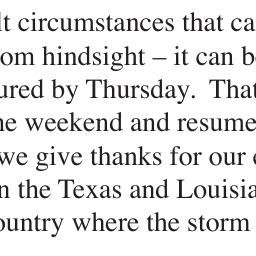 lt circumstances that ca
om hindsight – it can b
ured by Thursday.  That
he weekend and resume
we give thanks for our
n the Texas and Louisia
ountry where the storm